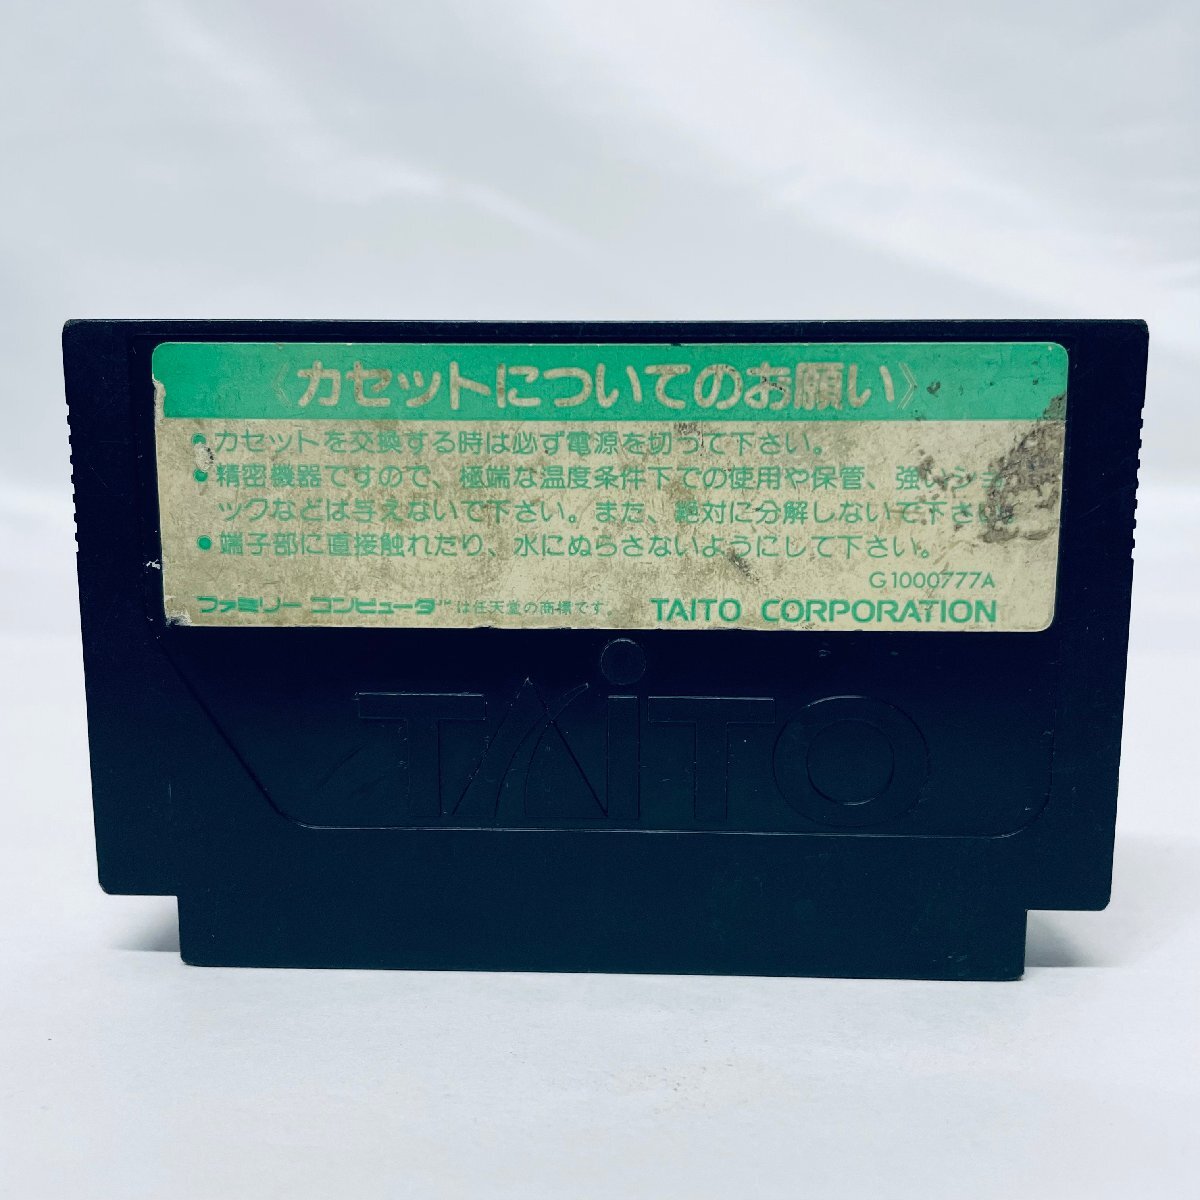 《カセットについてのお願い》
●カセットを交換する時は必ず電源を切って下さい。
●精密機器ですので、極端な温度条件下での使用や保管、強いショ
ックなどは与えないで下さい。また、絶対に分解しないで下さい。
●端子部に直接触れたり、水にぬらさないようにして下さい。
G1000777A
ファミリーコンピュータ™は任天堂の商標です。 TAITO CORPORATION
TAITO